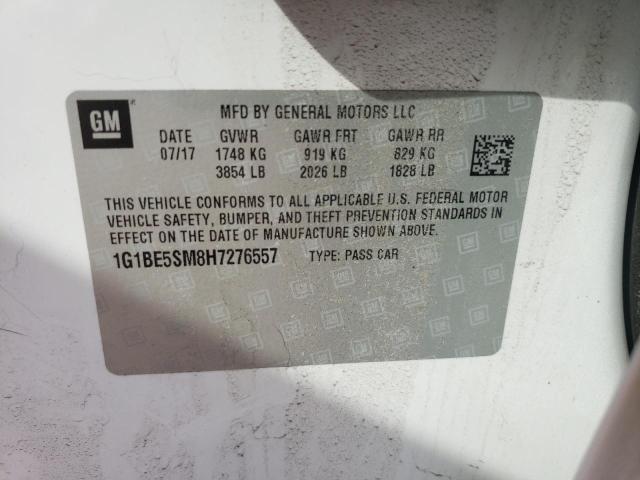 GM
MFD BY GENERAL MOTORS LLC
DATE GVWR GAWR FRT GAWR RR
07/17 1748 KG 919 KG 829 KG
3854 LB 2026 LB 1828 LB
THIS VEHICLE CONFORMS TO ALL APPLICABLE U.S. FEDERAL MOTOR
VEHICLE SAFETY, BUMPER, AND THEFT PREVENTION STANDARDS IN
EFFECT ON THE DATE OF MANUFACTURE SHOWN ABOVE.
1G1BE5SM8H7276557 TYPE: PASS CAR